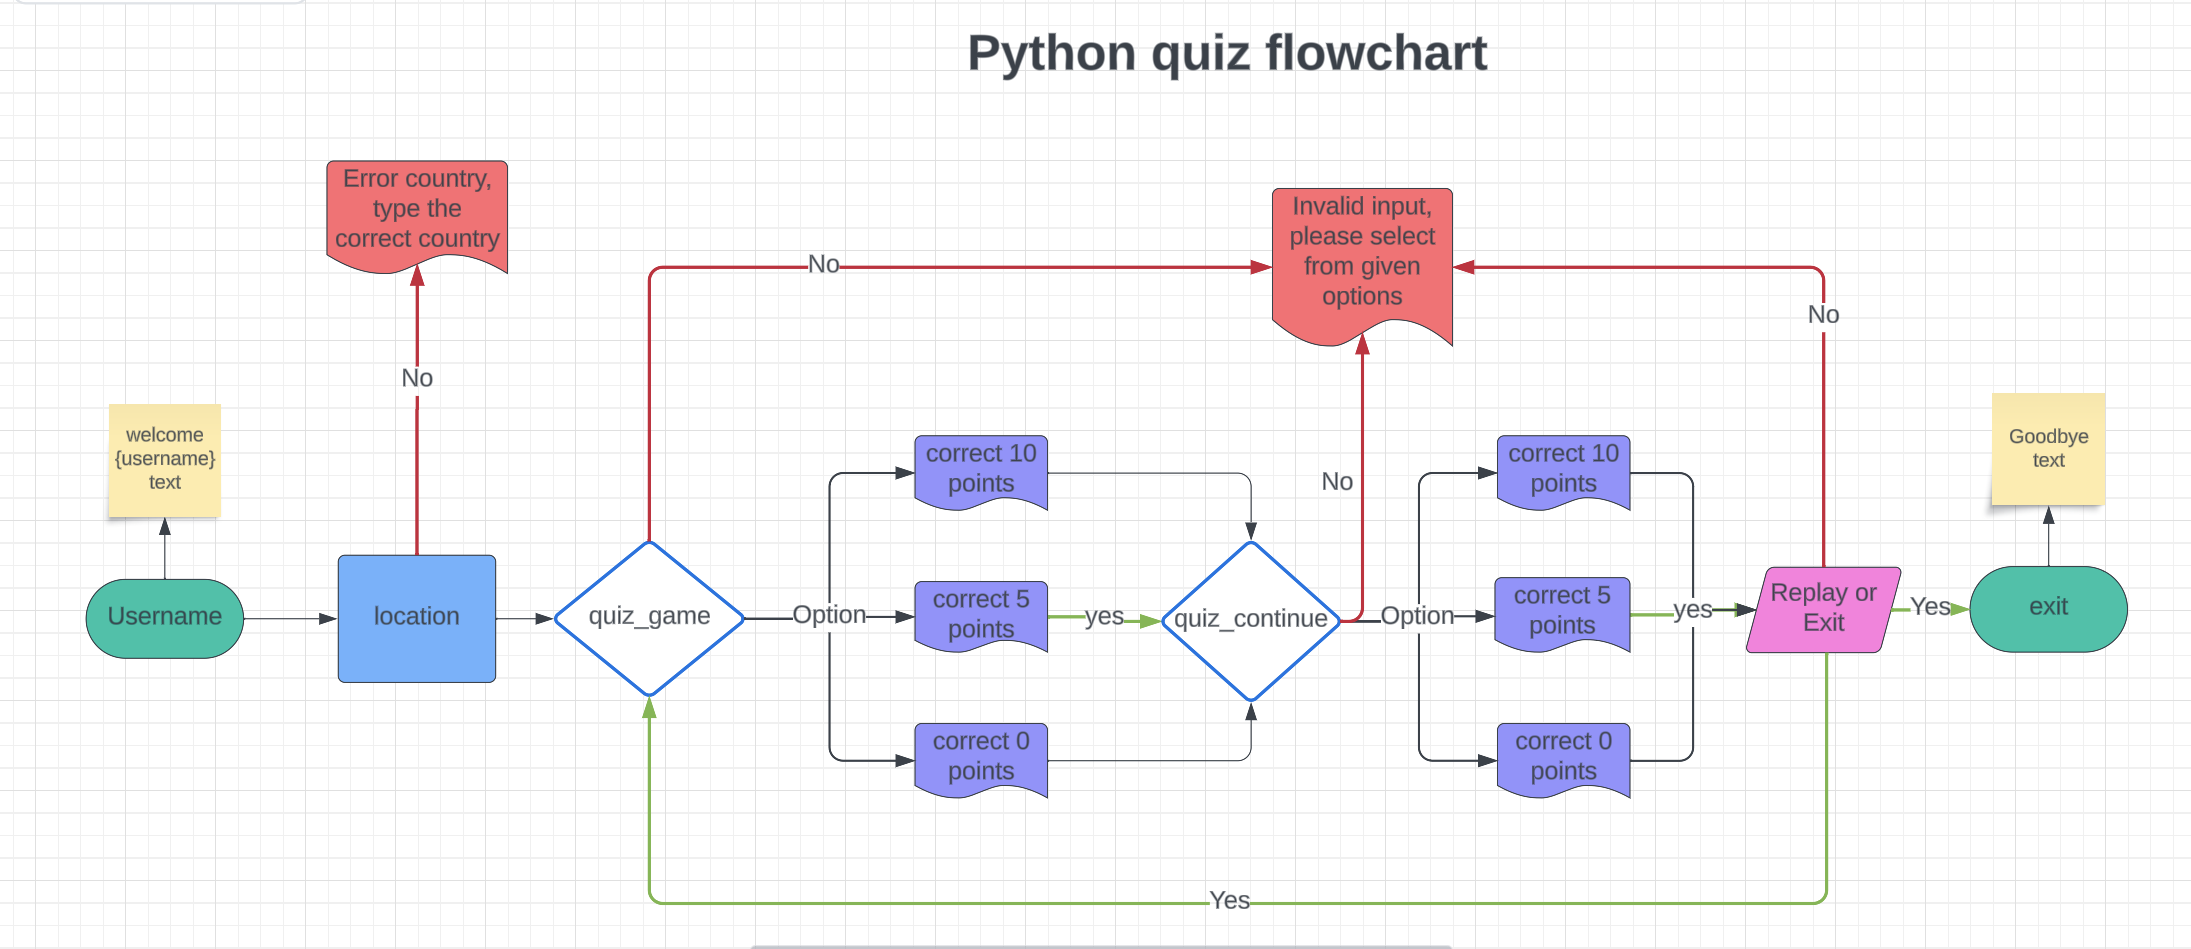 Python quiz flowchart
Error country,
type the
correct country
Invalid input,
please select
from given
options
No
No
No
No
welcome
{username}
text
Goodbye
text
correct 10
points
correct 10
points
Username
location
quiz_game
Option
correct 5
points
yes
quiz_continue
Option
correct 5
points
yes
Replay or
Exit
Yes
exit
correct 0
points
correct 0
points
Yes